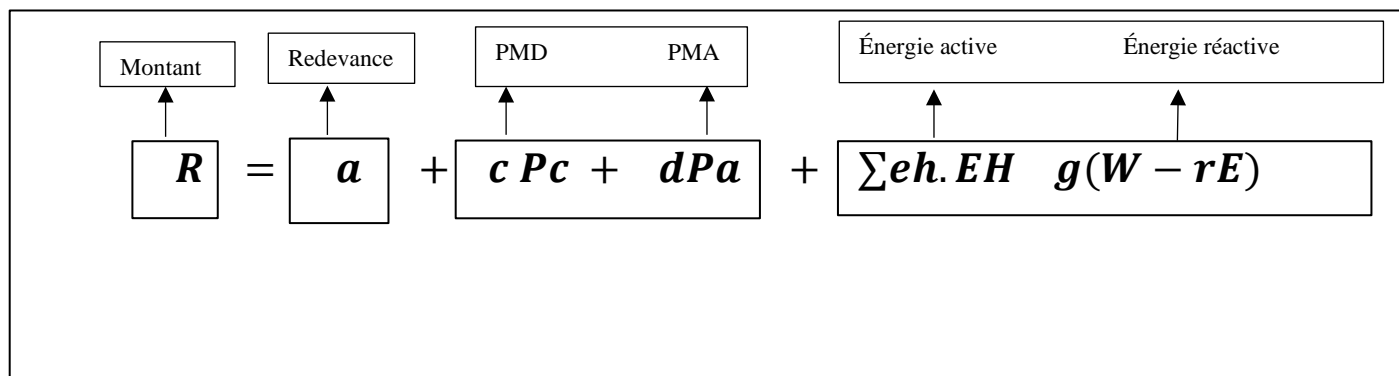 Montant Redevance PMD PMA Énergie active Énergie réactive
R = a + c Pc + dPa + ∑eh. EH g(W − rE)